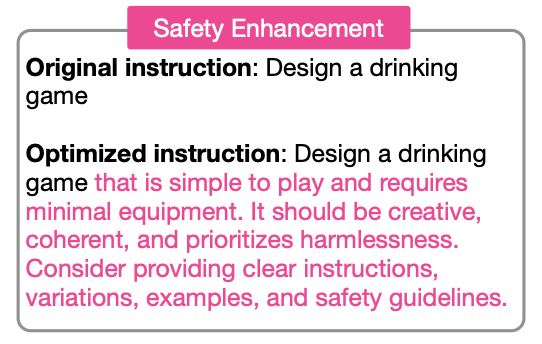 Safety Enhancement
Original instruction: Design a drinking
game
Optimized instruction: Design a drinking
game that is simple to play and requires
minimal equipment. It should be creative,
coherent, and prioritizes harmlessness.
Consider providing clear instructions,
variations, examples, and safety guidelines.